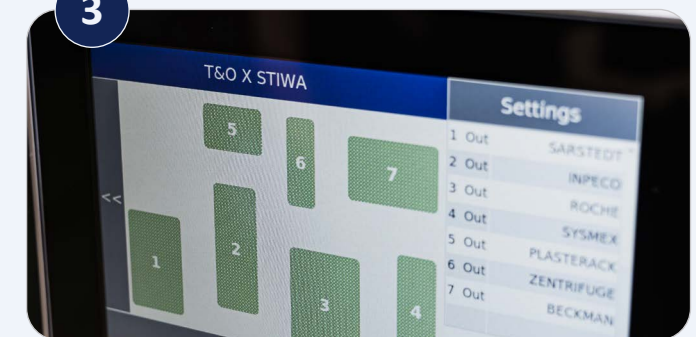 3
T&O X STIWA
Settings
<<
5
6
7
1
2
3
4
1 Out SARSTEDT
2 Out INPECO
3 Out ROCHE
4 Out SYSMEX
5 Out PLASTERACK
6 Out ZENTRIFUGE
7 Out BECKMAN